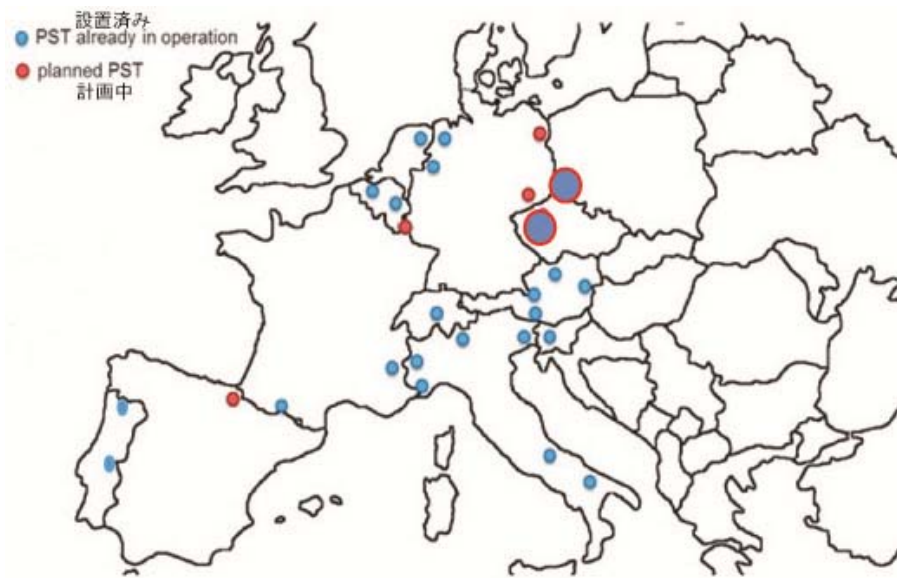 設置済み
PST already in operation
planned PST
計画中